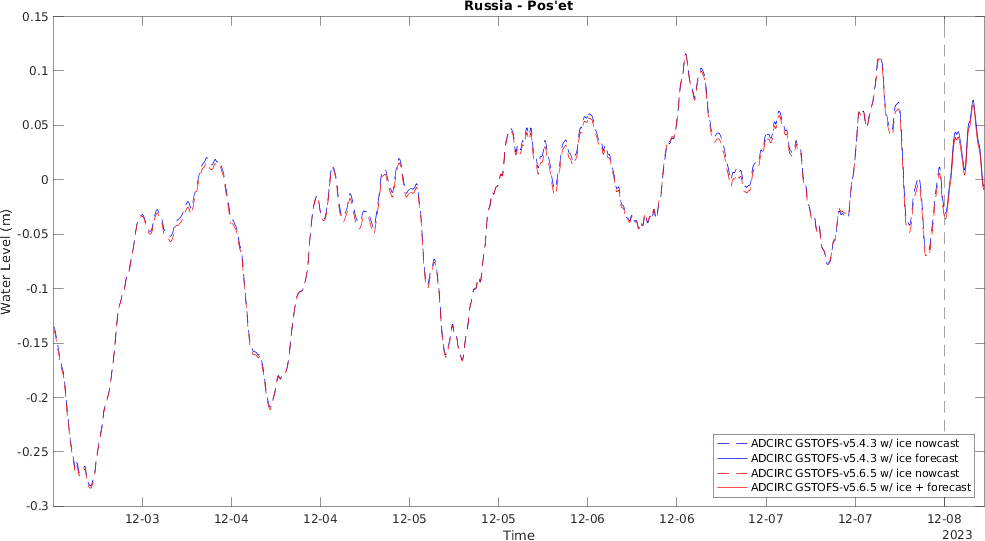 Russia - Pos'et
0.15
0.1
0.05
0
-0.05
-0.1
-0.15
-0.2
-0.25
-0.3
Water Level (m)
ADCIRC GSTOFS-v5.4.3 w/ ice nowcast
ADCIRC GSTOFS-v5.4.3 w/ ice forecast
ADCIRC GSTOFS-v5.6.5 w/ ice nowcast
ADCIRC GSTOFS-v5.6.5 w/ ice + forecast
12-03 12-04 12-04 12-05 12-05 12-06 12-06 12-07 12-07 12-08
2023
Time